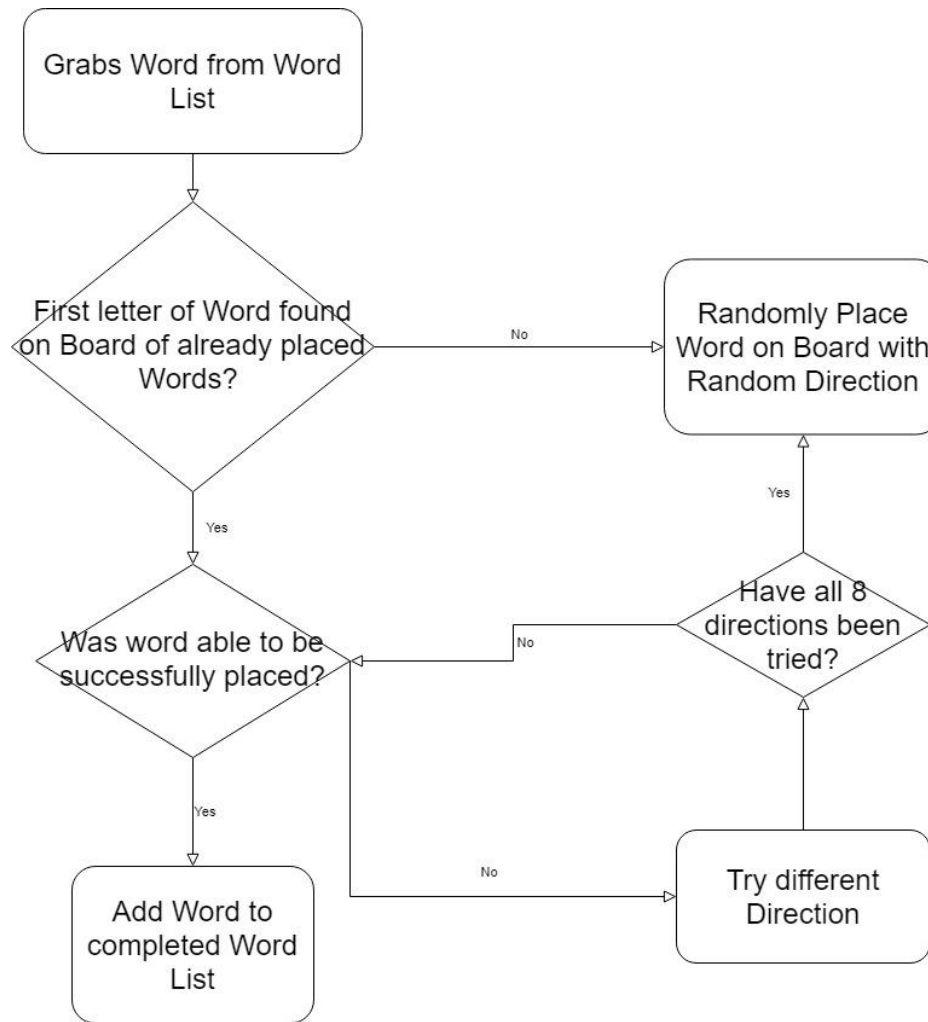 Grabs Word from Word
List
First letter of Word found
on Board of already placed
Words?
No
Randomly Place
Word on Board with
Random Direction
Yes
Yes
Have all 8
directions been
tried?
No
Was word able to be
successfully placed?
Yes
No
Try different
Direction
Add Word to
completed Word
List